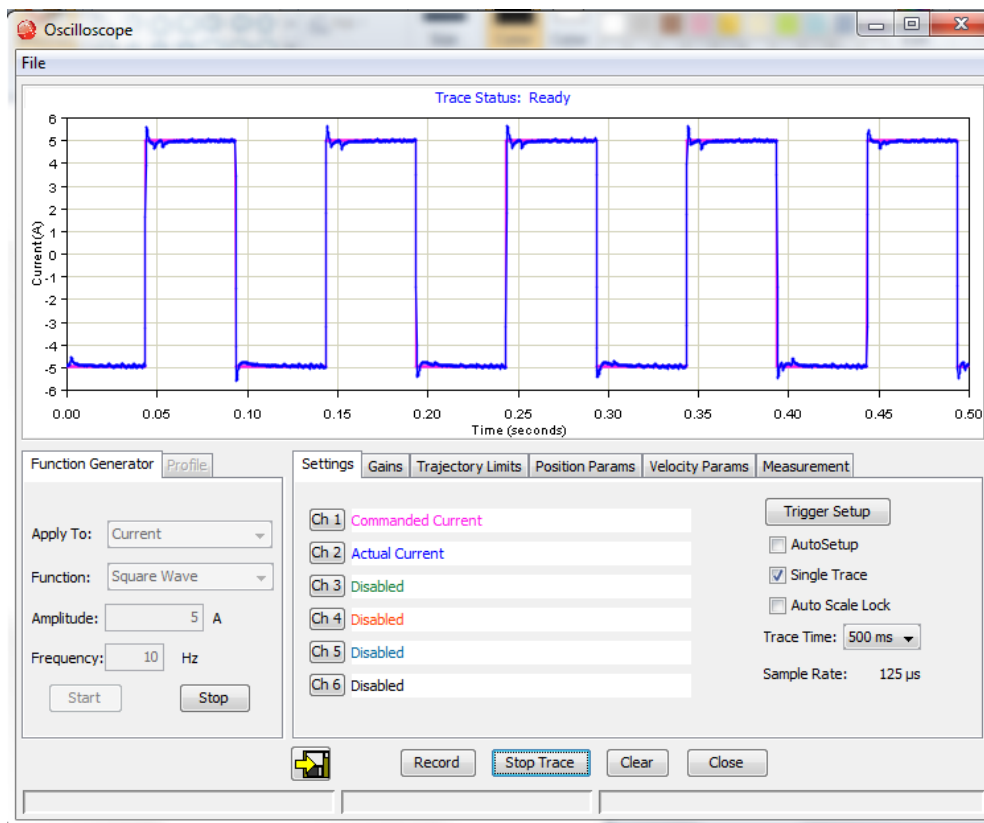 Oscilloscope
File
Trace Status: Ready
6
5
4
3
2
1
0
-1
-2
-3
-4
-5
-6
Current(A)
0.00 0.05 0.10 0.15 0.20 0.25 0.30 0.35 0.40 0.45 0.50
Time (seconds)
Function Generator Profile
Apply To: Current
Function: Square Wave
Amplitude: 5 A
Frequency: 10 Hz
Start Stop
Settings Gains Trajectory Limits Position Params Velocity Params Measurement
Ch 1 Commanded Current
Ch 2 Actual Current
Ch 3 Disabled
Ch 4 Disabled
Ch 5 Disabled
Ch 6 Disabled
Trigger Setup
AutoSetup
Single Trace
Auto Scale Lock
Trace Time: 500 ms
Sample Rate: 125 µs
Record Stop Trace Clear Close